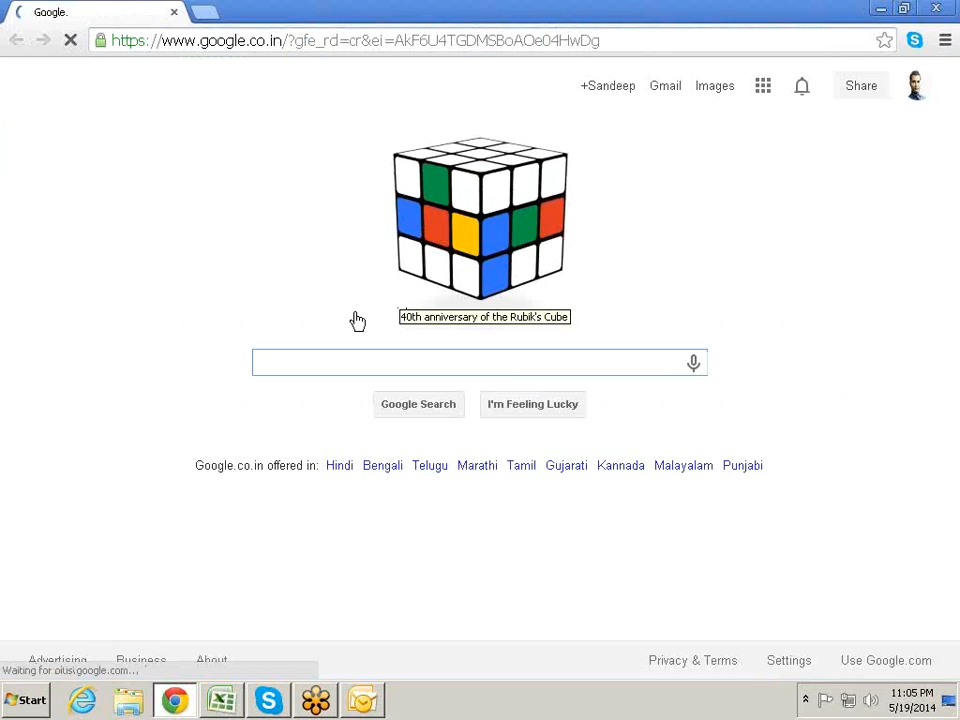 Google.
https://www.google.co.in/?gfe_rd=cr&ei=AkF6U4TGDMSBoAOe04HwDg
+Sandeep Gmail Images Share
40th anniversary of the Rubik's Cube
Google Search I'm Feeling Lucky
Google.co.in offered in: Hindi Bengali Telugu Marathi Tamil Gujarati Kannada Malayalam Punjabi
Advertising Business About Privacy & Terms Settings Use Google.com
Waiting for oius\google.com...
Start
11:05 PM
5/19/2014